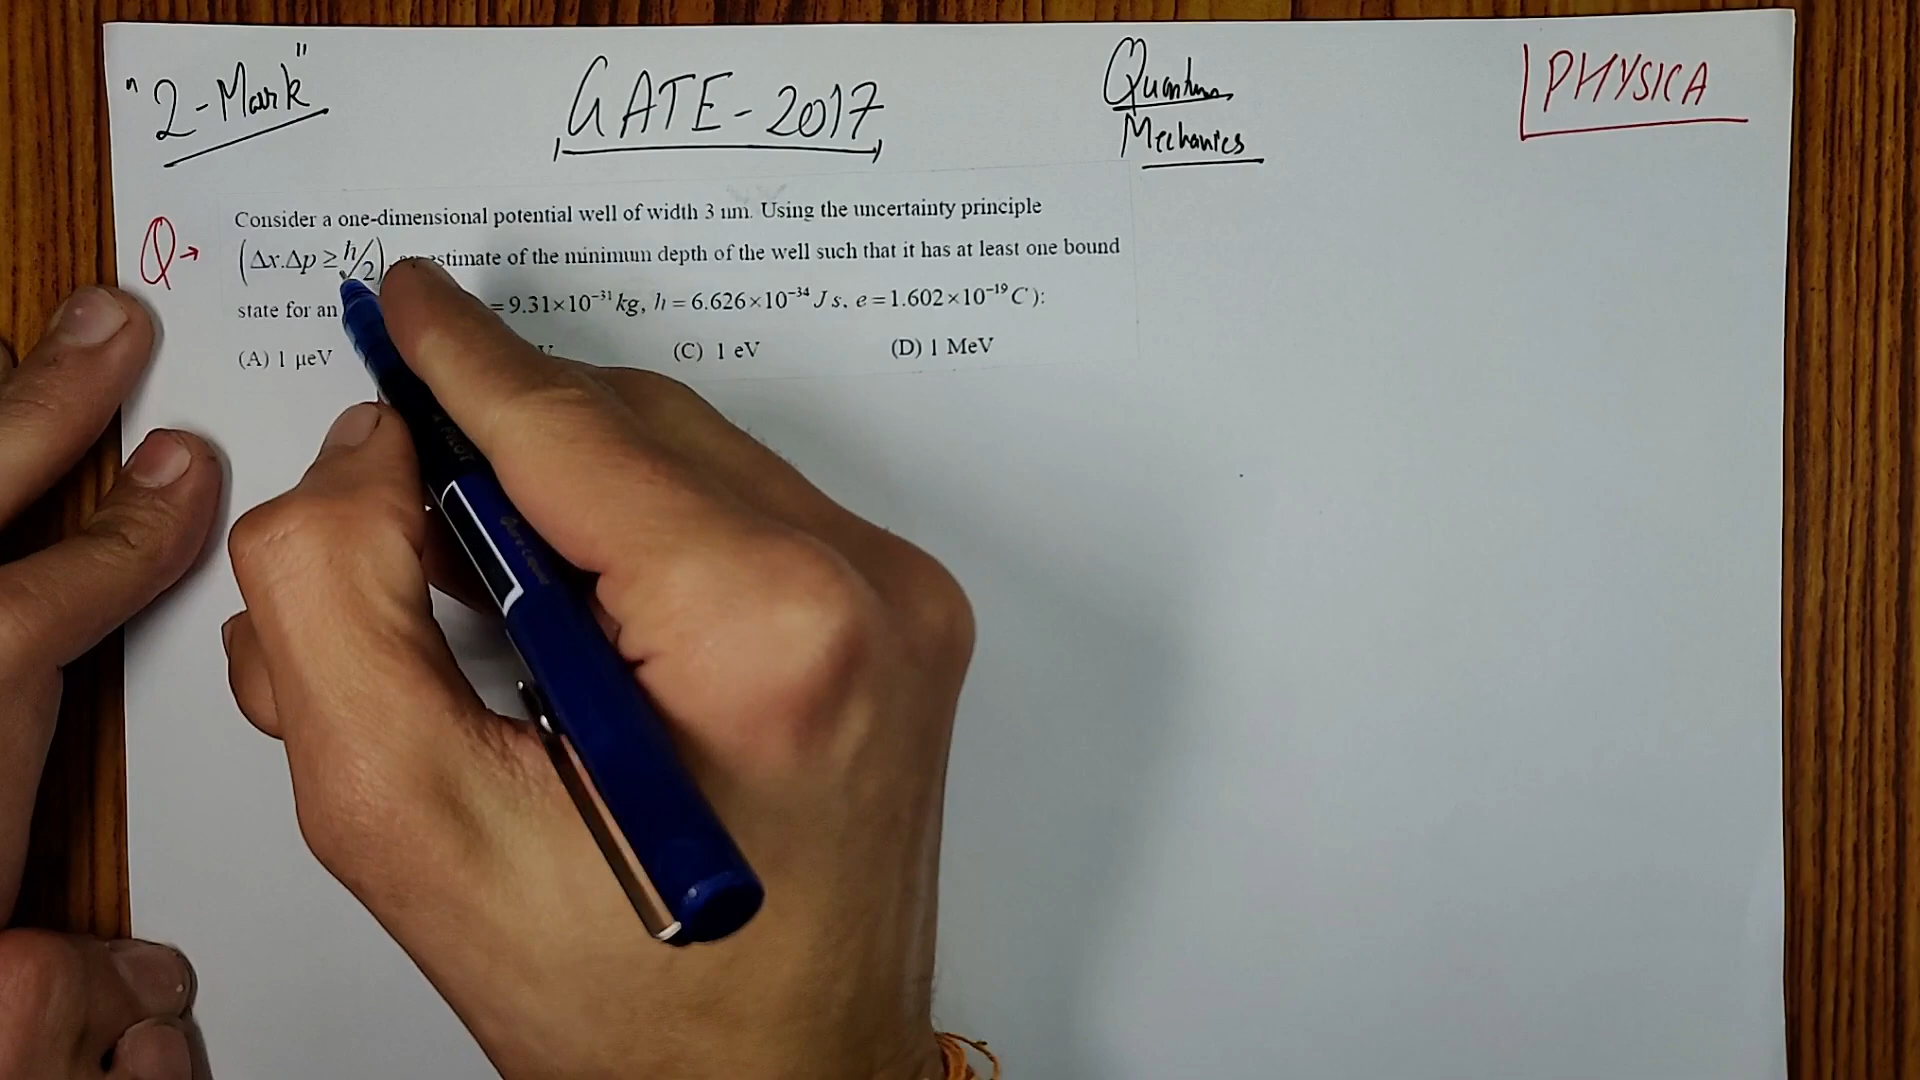 "2-Mark"
GATE-2017
Quantum
Mechanics
PHYSICA
Q→
Consider a one-dimensional potential well of width 3 nm. Using the uncertainty principle
(Δx.Δp ≥ ħ/2), estimate of the minimum depth of the well such that it has at least one bound
state for an = 9.31×10⁻³¹ kg, h = 6.626×10⁻³⁴ J s, e = 1.602×10⁻¹⁹ C ):
(A) 1 μeV (C) 1 eV (D) 1 MeV
PILOT